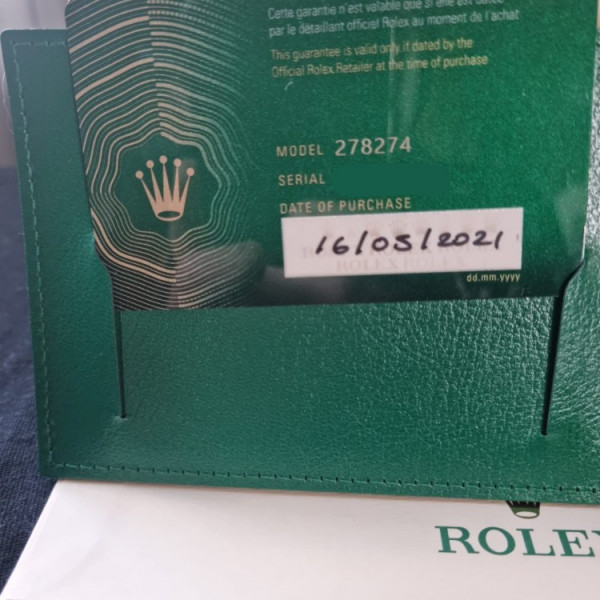 Cette garantie n'est valable que si elle est datée
par le détaillant officiel Rolex au moment de l'achat
This guarantee is valid only if dated by the
Official Rolex Retailer at the time of purchase
MODEL 278274
SERIAL
DATE OF PURCHASE
16/05/2021
ROLEX ROLEX
dd.mm.yyyy
ROLE